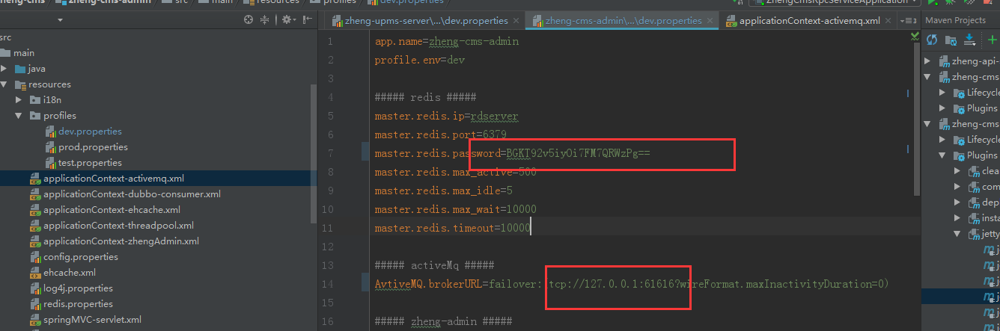 zheng-cms
zheng-cms-admin
src
main
resources
profiles
dev.properties
ZhengCmsRpcServiceApplication
zheng-upms-server\...\dev.properties
zheng-cms-admin\...\dev.properties
applicationContext-activemq.xml
Maven Projects
src
main
java
resources
i18n
profiles
dev.properties
prod.properties
test.properties
applicationContext-activemq.xml
applicationContext-dubbo-consumer.xml
applicationContext-ehcache.xml
applicationContext-threadpool.xml
applicationContext-zhengAdmin.xml
config.properties
ehcache.xml
log4j.properties
redis.properties
springMVC-servlet.xml
1 app.name=zheng-cms-admin
2 profile.env=dev
3
4 ##### redis #####
5 master.redis.ip=rdserver
6 master.redis.port=6379
7 master.redis.password=BGKT92v5iyOi7FM7QRWzPg==
8 master.redis.max_active=500
9 master.redis.max_idle=5
10 master.redis.max_wait=10000
11 master.redis.timeout=10000
12
13 ##### activeMq #####
14 AvtiveMQ.brokerURL=failover:(tcp://127.0.0.1:61616?wireFormat.maxInactivityDuration=0)
15
16 ##### zheng-admin #####
zheng-api-
zheng-cms
Lifecycl
Plugins
zheng-cms
Lifecycl
Plugins
clea
com
dep
insta
jetty